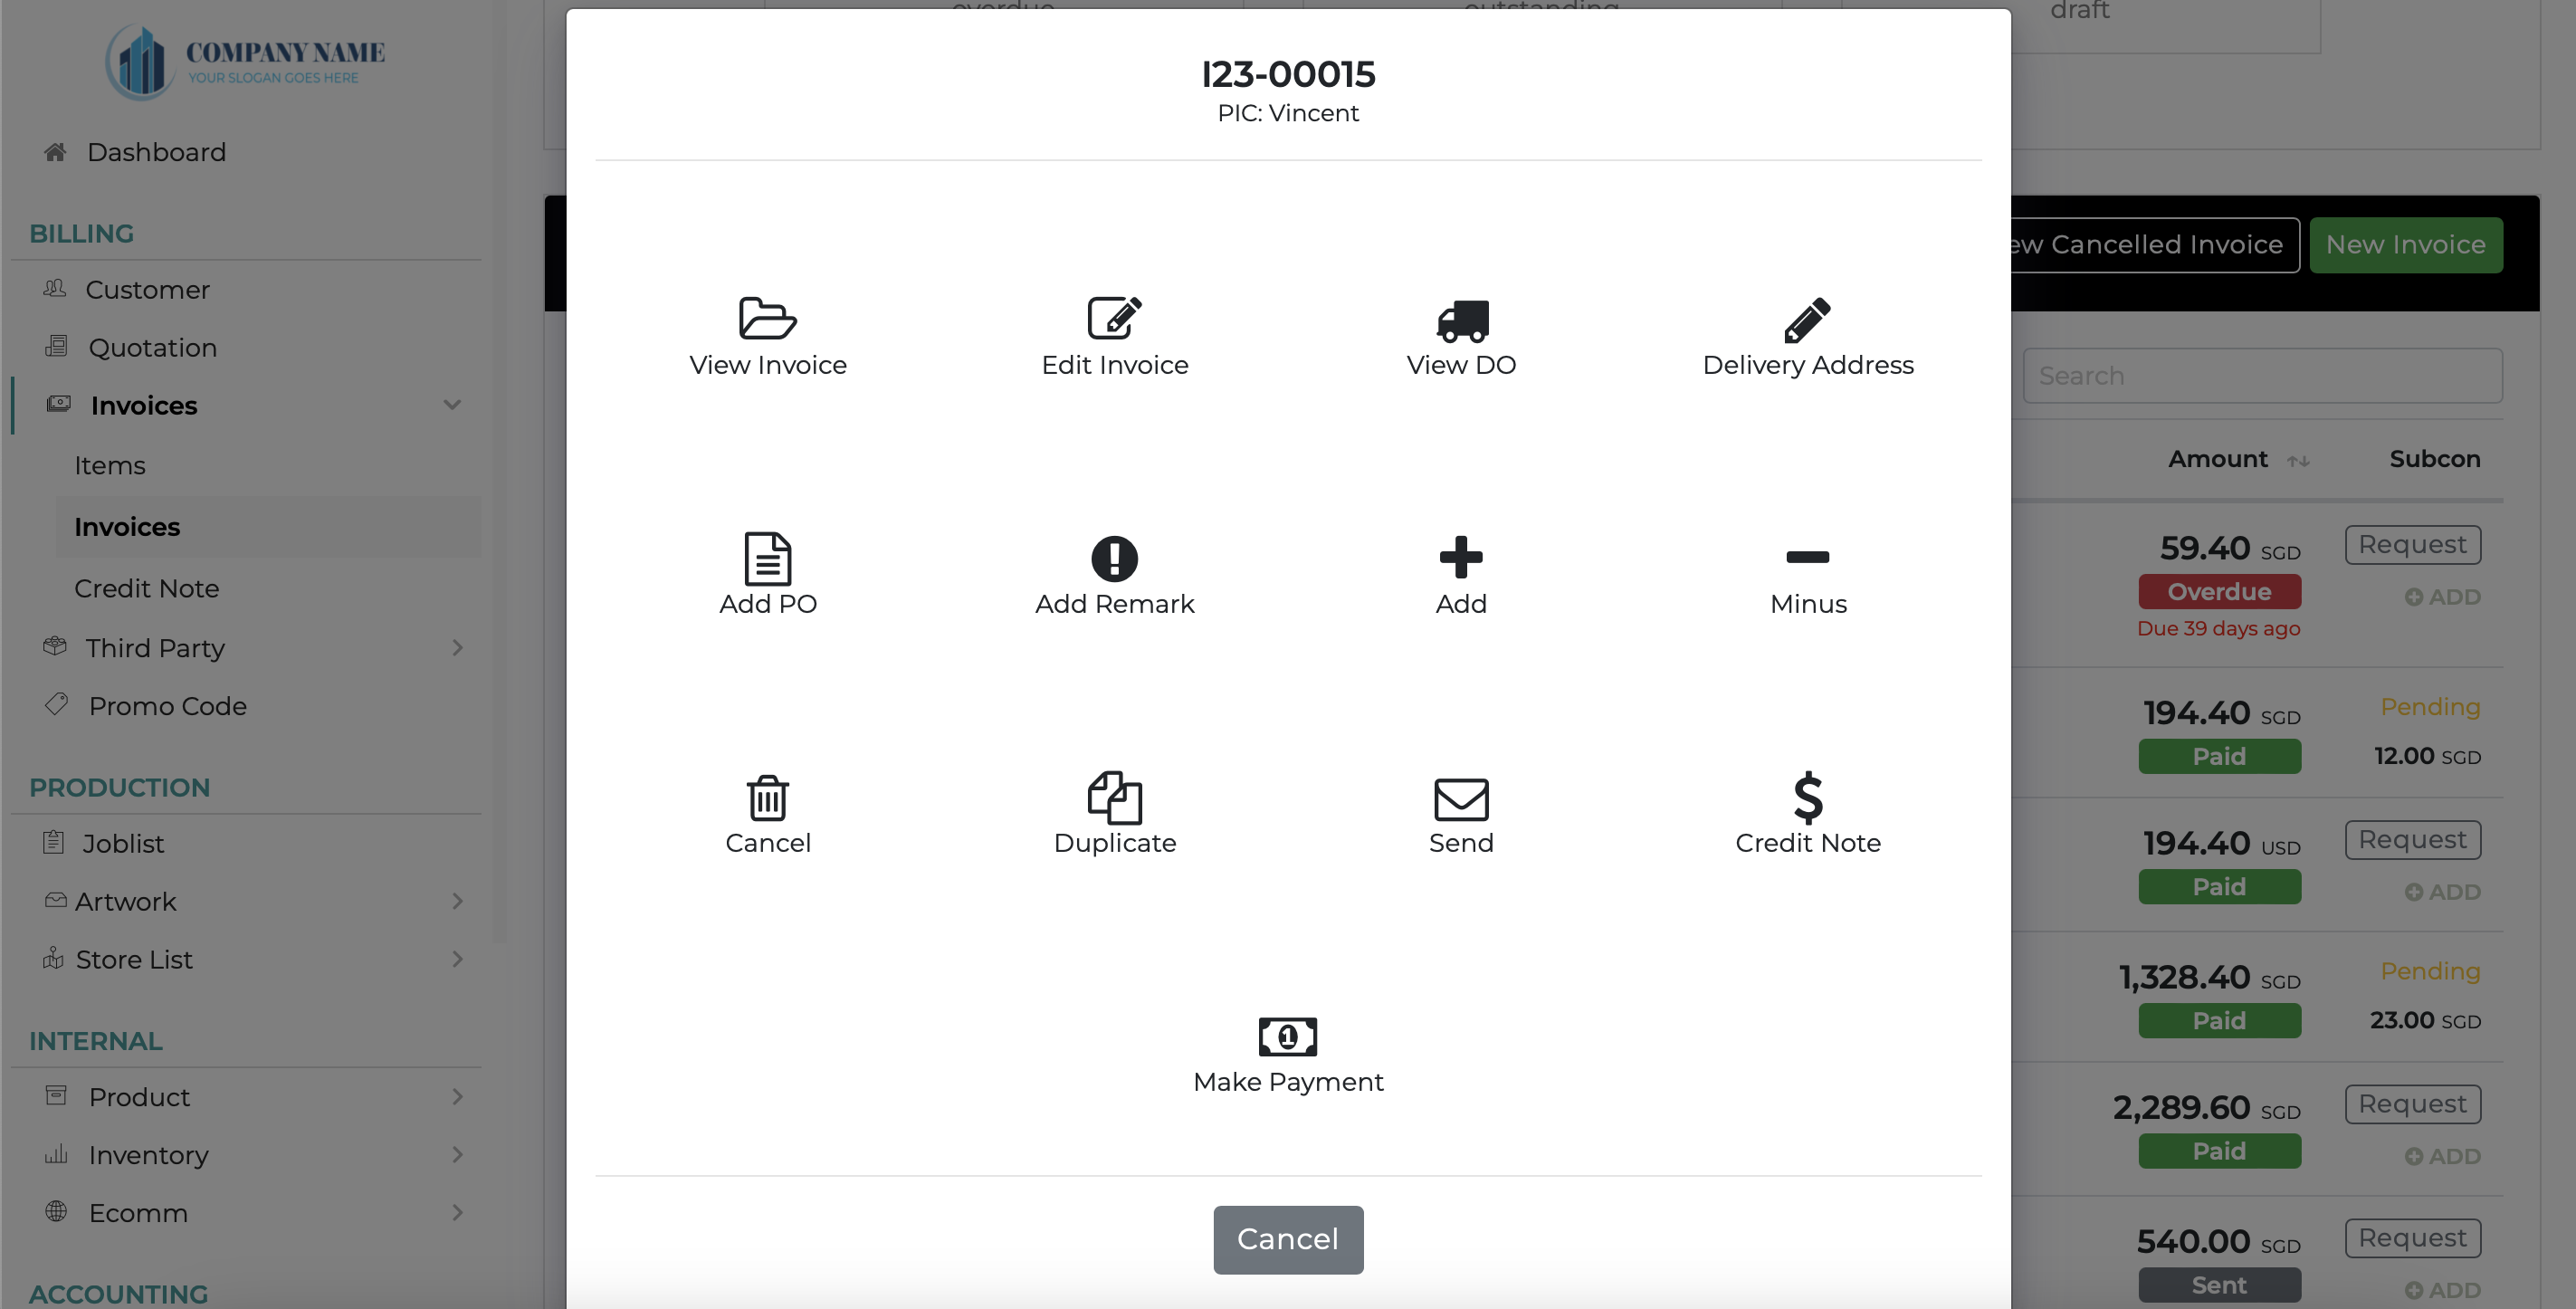 COMPANY NAME
YOUR SLOGAN GOES HERE
Dashboard
BILLING
Customer
Quotation
Invoices
Items
Invoices
Credit Note
Third Party
Promo Code
PRODUCTION
Joblist
Artwork
Store List
INTERNAL
Product
Inventory
Ecomm
ACCOUNTING
overdue
outstanding
draft
I23-00015
PIC: Vincent
View Invoice
Edit Invoice
View DO
Delivery Address
Add PO
Add Remark
Add
Minus
Cancel
Duplicate
Send
Credit Note
1
Make Payment
Cancel
ew Cancelled Invoice
New Invoice
Search
Amount
Subcon
59.40 SGD
Request
Overdue
ADD
Due 39 days ago
194.40 SGD
Pending
Paid
12.00 SGD
194.40 USD
Request
Paid
ADD
1,328.40 SGD
Pending
Paid
23.00 SGD
2,289.60 SGD
Request
Paid
ADD
540.00 SGD
Request
Sent
ADD